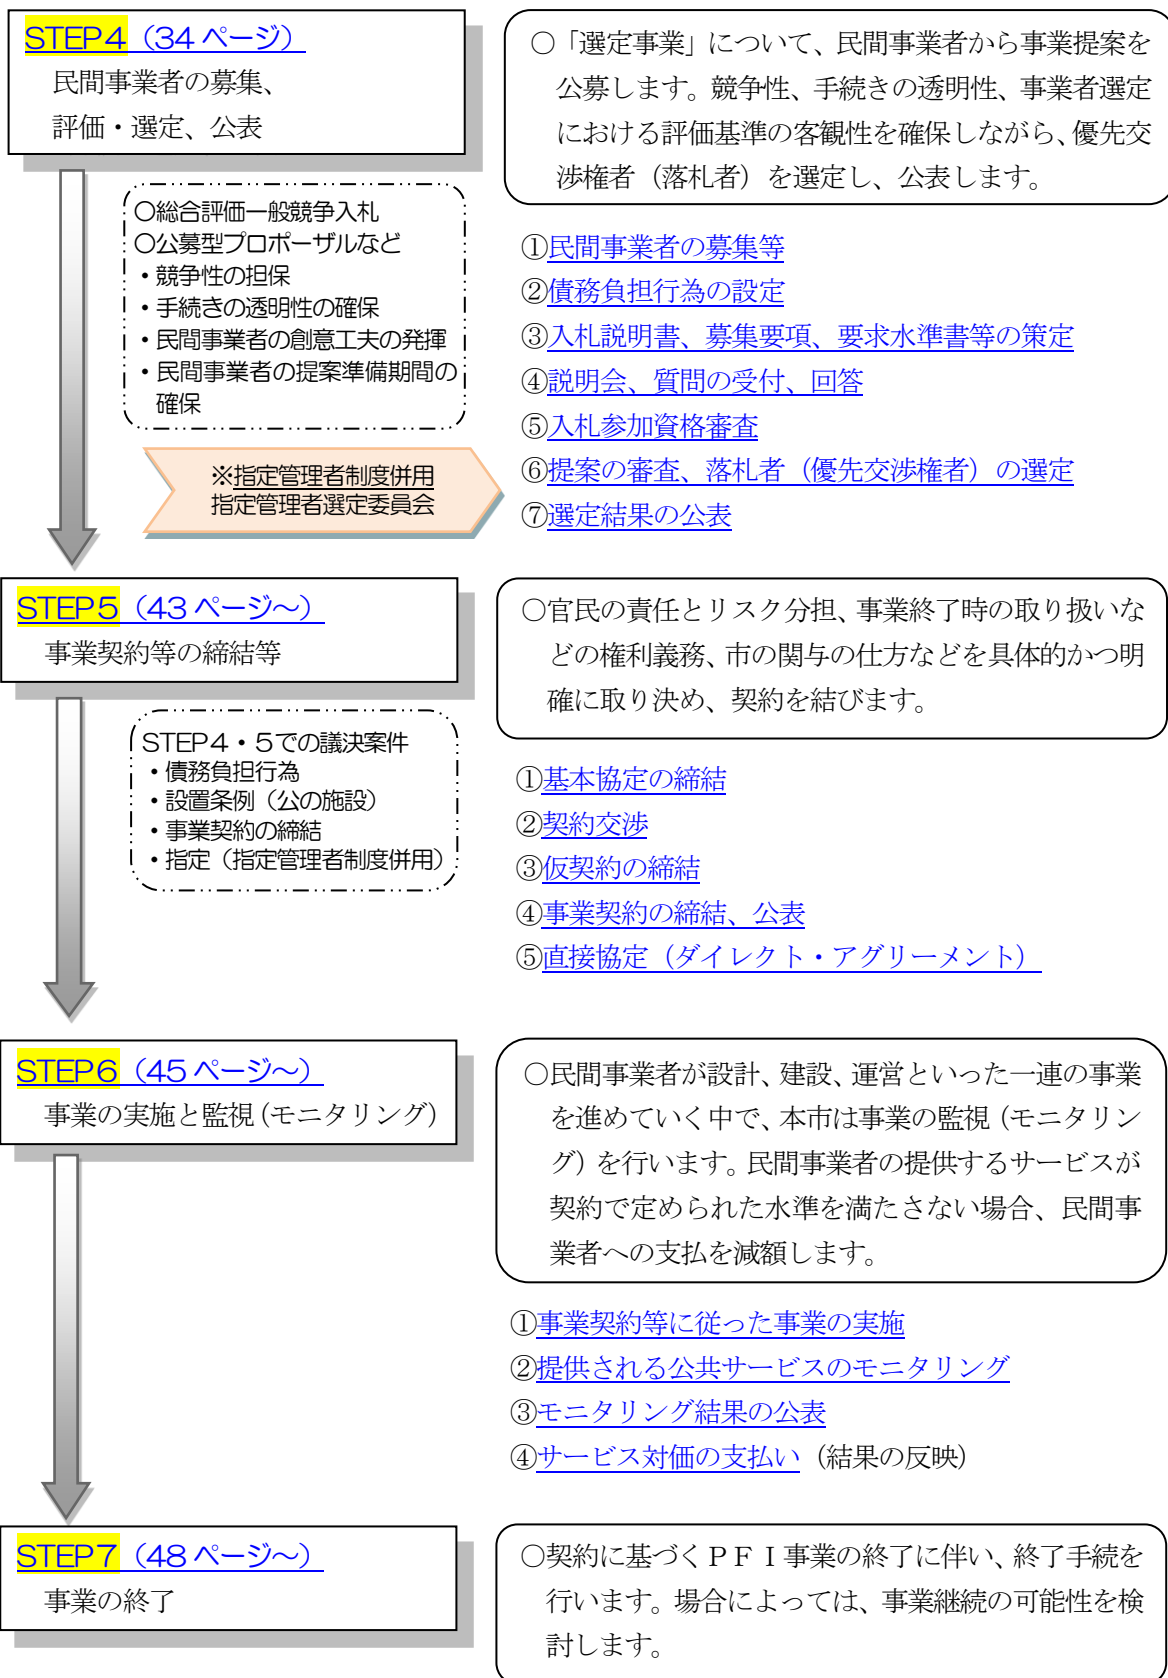 STEP4（34 ページ）
民間事業者の募集、
評価・選定、公表
○「選定事業」について、民間事業者から事業提案を
公募します。競争性、手続きの透明性、事業者選定
における評価基準の客観性を確保しながら、優先交
渉権者（落札者）を選定し、公表します。
○総合評価一般競争入札
○公募型プロポーザルなど
・競争性の担保
・手続きの透明性の確保
・民間事業者の創意工夫の発揮
・民間事業者の提案準備期間の
確保
※指定管理者制度併用
指定管理者選定委員会
①民間事業者の募集等
②債務負担行為の設定
③入札説明書、募集要項、要求水準書等の策定
④説明会、質問の受付、回答
⑤入札参加資格審査
⑥提案の審査、落札者（優先交渉権者）の選定
⑦選定結果の公表
STEP5（43 ページ～）
事業契約等の締結等
○官民の責任とリスク分担、事業終了時の取り扱いな
どの権利義務、市の関与の仕方などを具体的かつ明
確に取り決め、契約を結びます。
STEP4・5での議決案件
・債務負担行為
・設置条例（公の施設）
・事業契約の締結
・指定（指定管理者制度併用）
①基本協定の締結
②契約交渉
③仮契約の締結
④事業契約の締結、公表
⑤直接協定（ダイレクト・アグリーメント）
STEP6（45 ページ～）
事業の実施と監視（モニタリング）
○民間事業者が設計、建設、運営といった一連の事業
を進めていく中で、本市は事業の監視（モニタリン
グ）を行います。民間事業者の提供するサービスが
契約で定められた水準を満たさない場合、民間事
業者への支払を減額します。
①事業契約等に従った事業の実施
②提供される公共サービスのモニタリング
③モニタリング結果の公表
④サービス対価の支払い（結果の反映）
STEP7（48 ページ～）
事業の終了
○契約に基づくＰＦＩ事業の終了に伴い、終了手続を
行います。場合によっては、事業継続の可能性を検
討します。